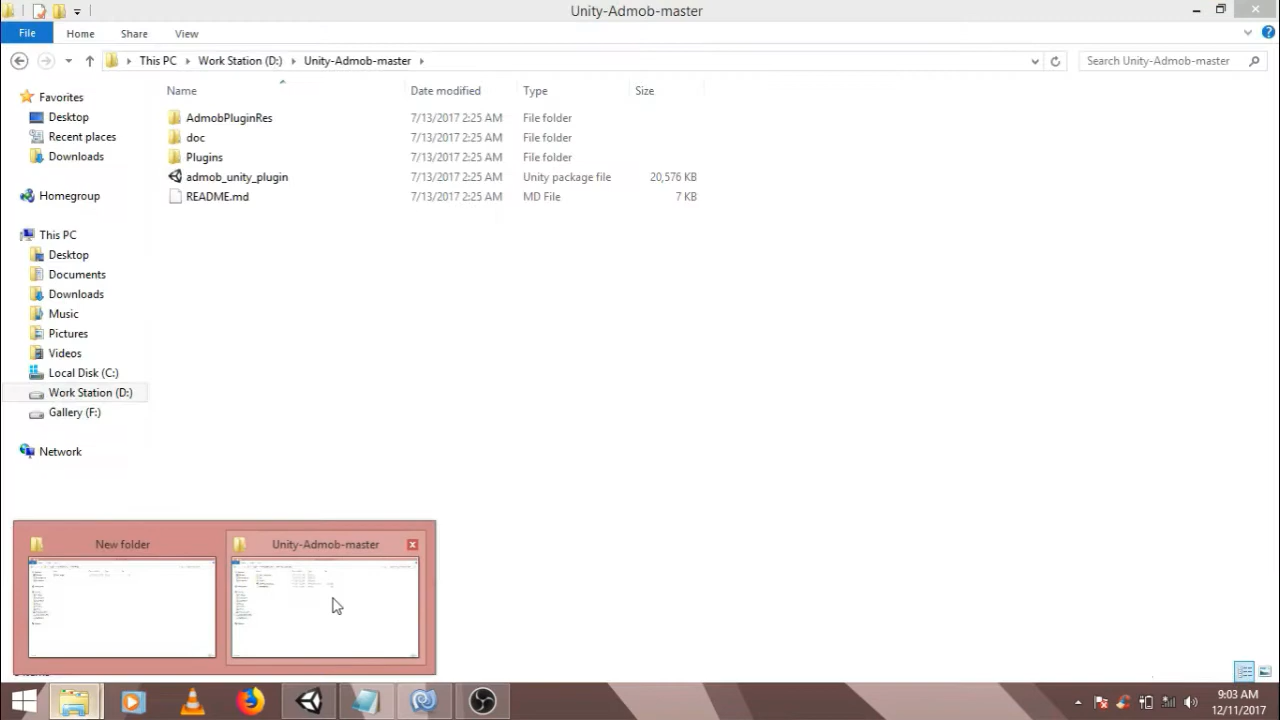 Unity-Admob-master
File Home Share View
This PC Work Station (D:) Unity-Admob-master
Search Unity-Admob-master
Name Date modified Type Size
Favorites
Desktop
Recent places
Downloads
Homegroup
This PC
Desktop
Documents
Downloads
Music
Pictures
Videos
Local Disk (C:)
Work Station (D:)
Gallery (F:)
Network
AdmobPluginRes 7/13/2017 2:25 AM File folder
doc 7/13/2017 2:25 AM File folder
Plugins 7/13/2017 2:25 AM File folder
admob_unity_plugin 7/13/2017 2:25 AM Unity package file 20,576 KB
README.md 7/13/2017 2:25 AM MD File 7 KB
New folder
Unity-Admob-master
9:03 AM
12/11/2017